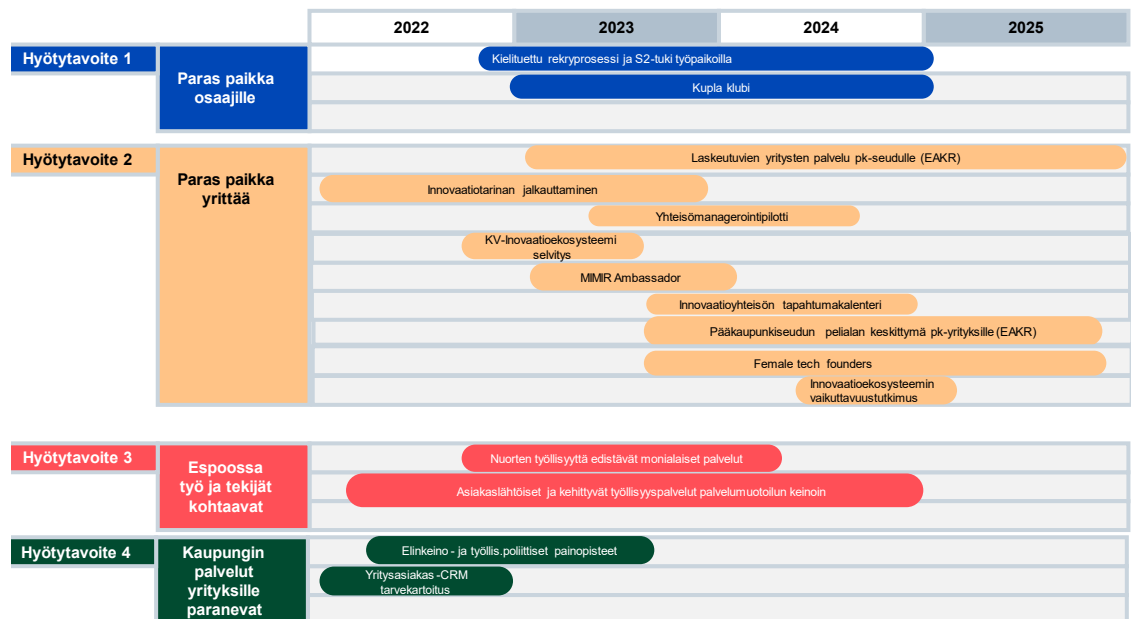 2022 2023 2024 2025
Hyötytavoite 1
Paras paikka
osaajille
Kielituettu rekryprosessi ja S2-tuki työpaikoilla
Kupla klubi
Hyötytavoite 2
Paras paikka
yrittää
Laskeutuvien yritysten palvelu pk-seudulle (EAKR)
Innovaatiotarinan jalkauttaminen
Yhteisömanagerointipilotti
KV-Inovaatioekosysteemi
selvitys
MIMIR Ambassador
Innovaatioyhteisön tapahtumakalenteri
Pääkaupunkiseudun pelialan keskittymä pk-yrityksille (EAKR)
Female tech founders
Innovaatioekosysteemin
vaikuttavuustutkimus
Hyötytavoite 3
Espoossa
työ ja tekijät
kohtaavat
Nuorten työllisyyttä edistävät monialaiset palvelut
Asiakaslähtöiset ja kehittyvät työllisyyspalvelut palvelumuotoilun keinoin
Hyötytavoite 4
Kaupungin
palvelut
yrityksille
paranevat
Elinkeino - ja työllis.poliittiset painopisteet
Yritysasiakas -CRM
tarvekartoitus